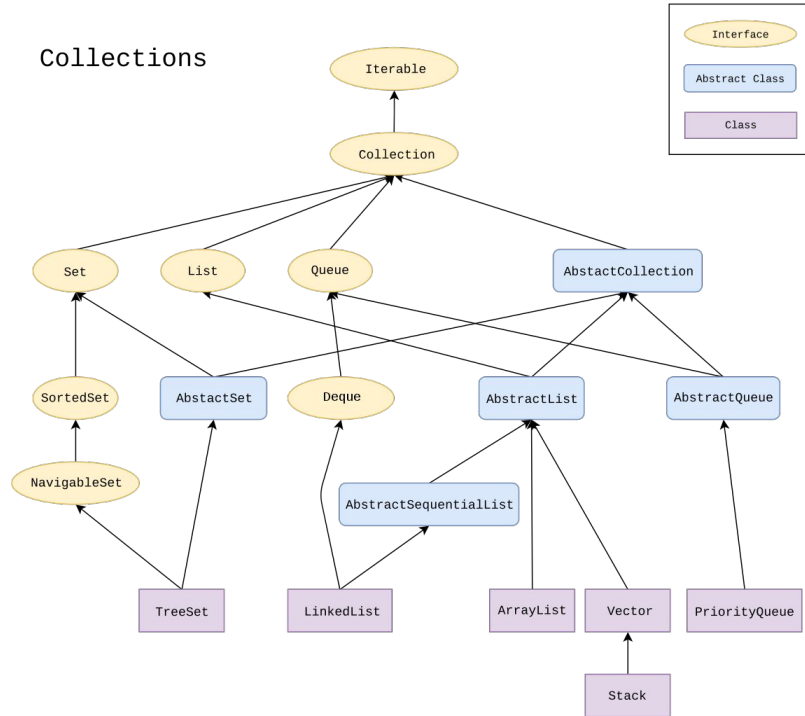 Collections
Interface
Abstract Class
Class
Iterable
Collection
Set
List
Queue
AbstactCollection
SortedSet
AbstactSet
Deque
AbstractList
AbstractQueue
NavigableSet
AbstractSequentialList
TreeSet
LinkedList
ArrayList
Vector
PriorityQueue
Stack